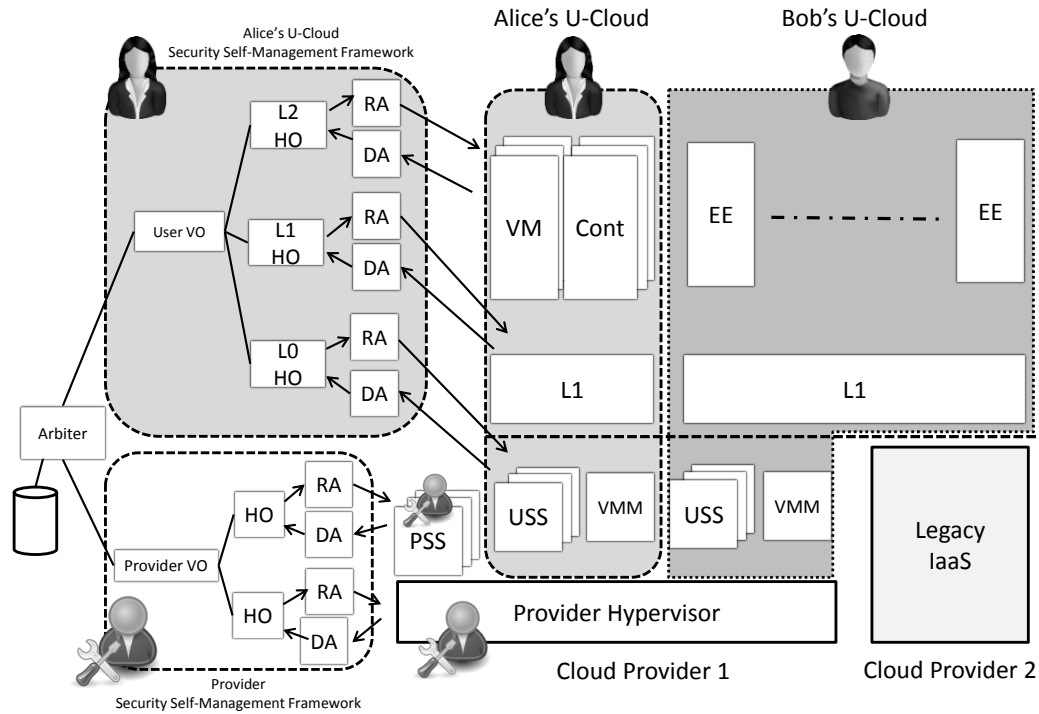 Alice's U-Cloud
Security Self-Management Framework
Alice's U-Cloud
Bob's U-Cloud
L2
HO
RA
DA
User VO
L1
HO
RA
DA
L0
HO
RA
DA
VM
Cont
EE
EE
L1
L1
Arbiter
Provider VO
HO
RA
DA
HO
RA
DA
PSS
USS
VMM
USS
VMM
Legacy
IaaS
Provider Hypervisor
Cloud Provider 1
Cloud Provider 2
Provider
Security Self-Management Framework